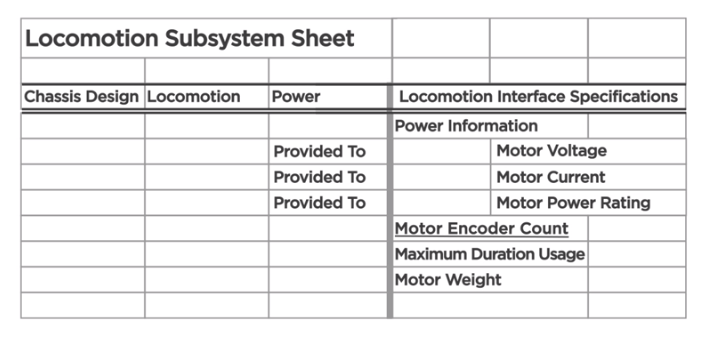 Locomotion Subsystem Sheet
Chassis Design Locomotion Power Locomotion Interface Specifications
Power Information
Provided To Motor Voltage
Provided To Motor Current
Provided To Motor Power Rating
Motor Encoder Count
Maximum Duration Usage
Motor Weight